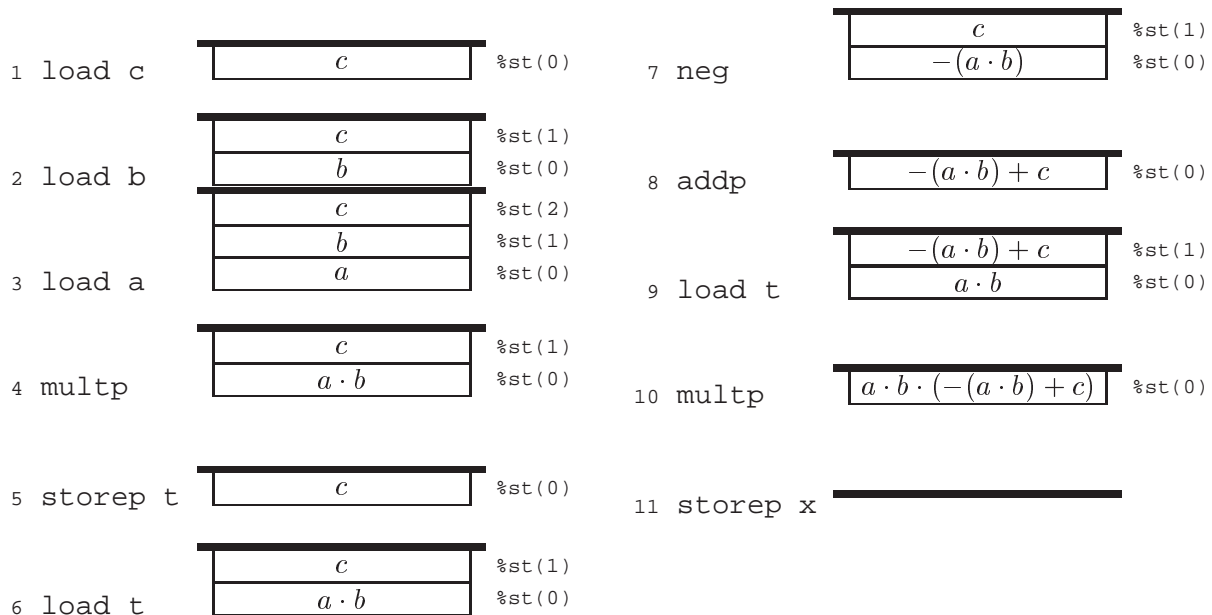 1 load c
c %st(0)
2 load b
c %st(1)
b %st(0)
3 load a
c %st(2)
b %st(1)
a %st(0)
4 multp
c %st(1)
a · b %st(0)
5 storep t
c %st(0)
6 load t
c %st(1)
a · b %st(0)
7 neg
c %st(1)
−(a · b) %st(0)
8 addp
−(a · b) + c %st(0)
9 load t
−(a · b) + c %st(1)
a · b %st(0)
10 multp
a · b · (−(a · b) + c) %st(0)
11 storep x